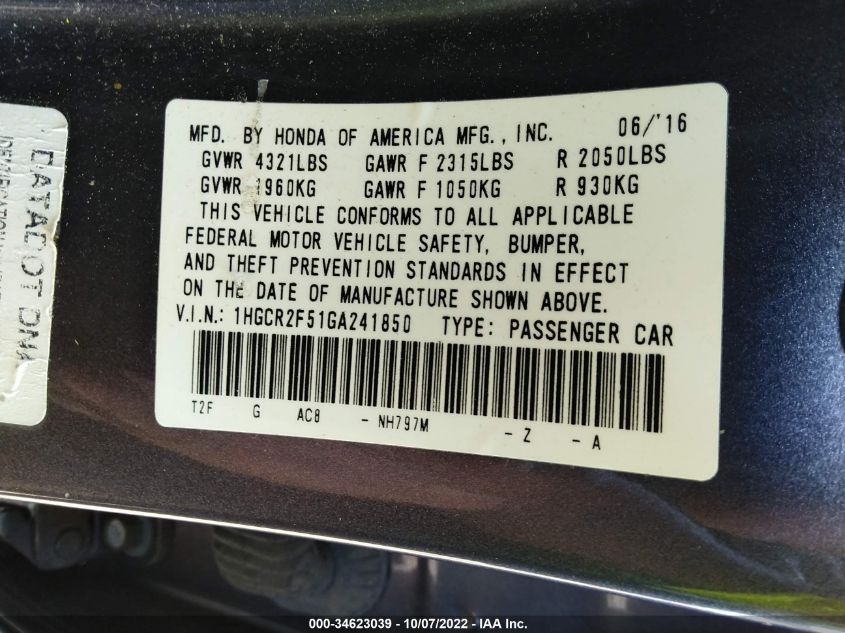 MFD. BY HONDA OF AMERICA MFG., INC. 06/'16
GVWR 4321LBS GAWR F 2315LBS R 2050LBS
GVWR 1960KG GAWR F 1050KG R 930KG
THIS VEHICLE CONFORMS TO ALL APPLICABLE
FEDERAL MOTOR VEHICLE SAFETY, BUMPER,
AND THEFT PREVENTION STANDARDS IN EFFECT
ON THE DATE OF MANUFACTURE SHOWN ABOVE.
V.I.N.: 1HGCR2F51GA241850 TYPE: PASSENGER CAR
T2F G AC8 - NH797M - Z - A
DATADOT DNA
000-34623039 - 10/07/2022 - IAA Inc.